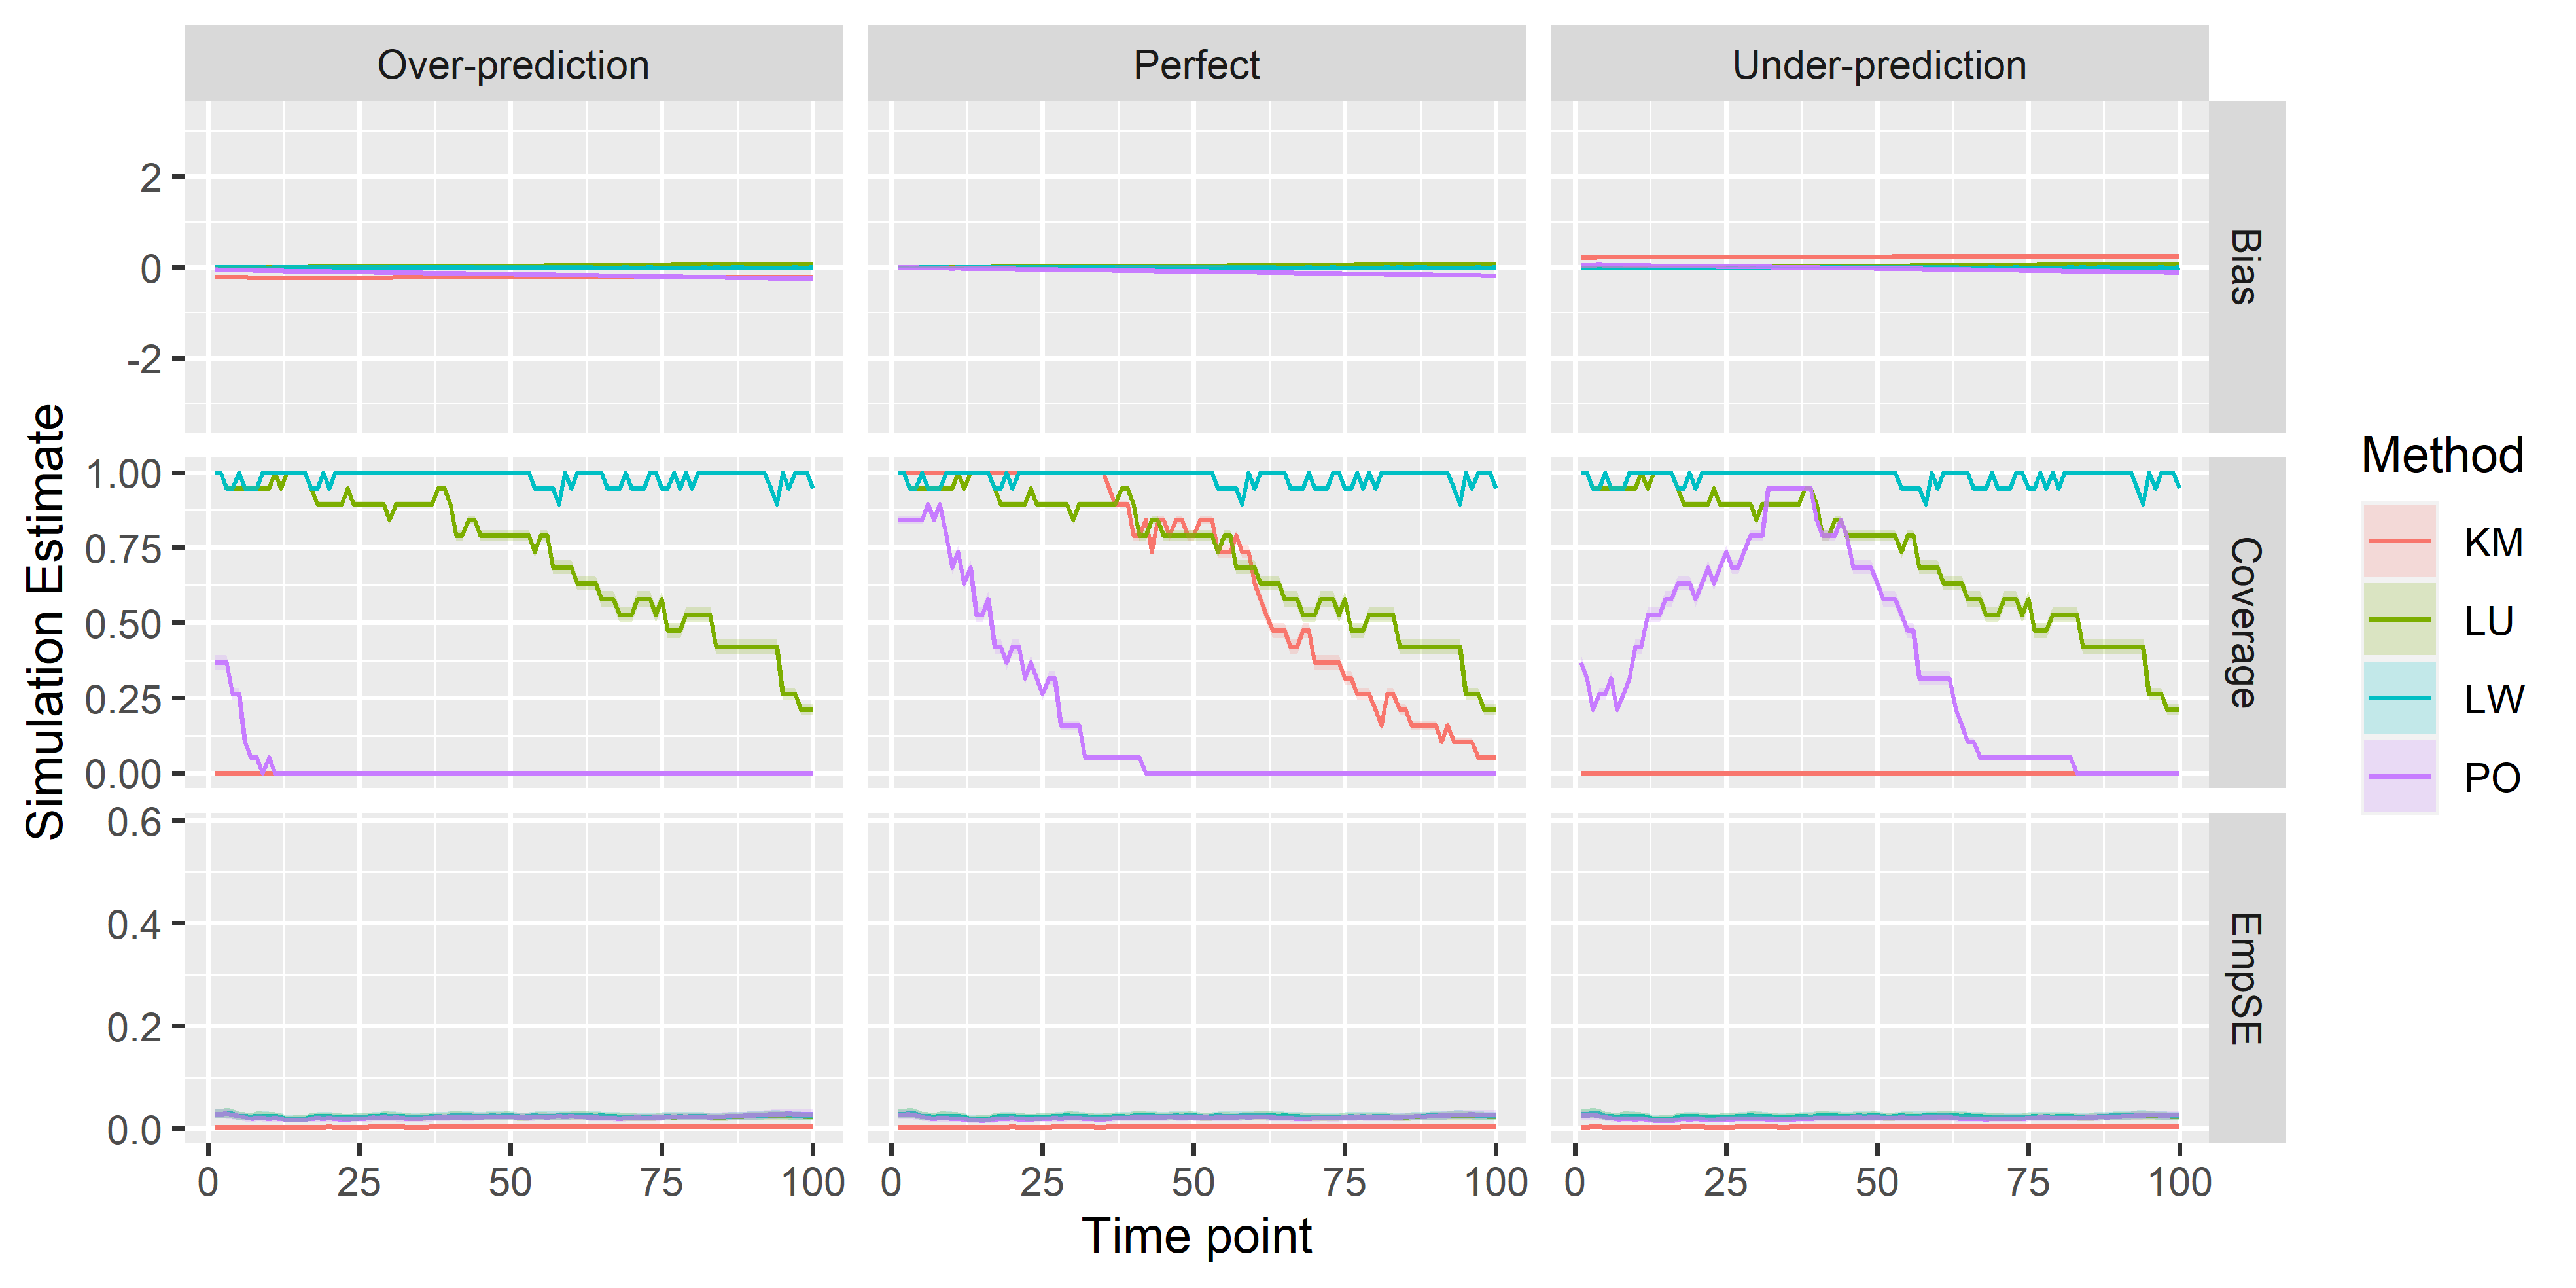 Over-prediction
Perfect
Under-prediction
2
0
-2
Bias
1.00
0.75
0.50
0.25
0.00
Coverage
0.6
0.4
0.2
0.0
EmpSE
0 25 50 75 100
0 25 50 75 100
0 25 50 75 100
Time point
Simulation Estimate
Method
KM
LU
LW
PO